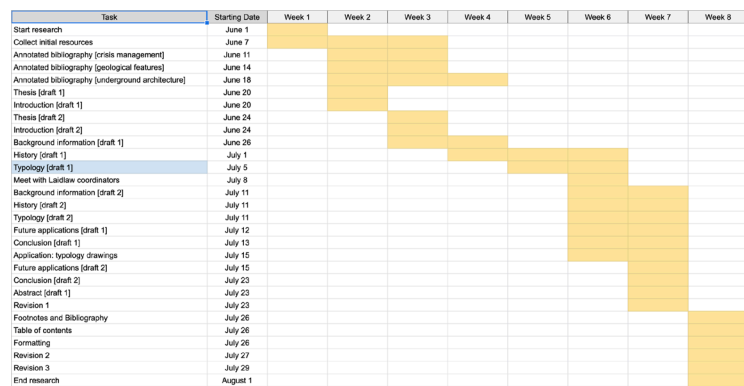 Task Starting Date Week 1 Week 2 Week 3 Week 4 Week 5 Week 6 Week 7 Week 8
Start research June 1
Collect initial resources June 7
Annotated bibliography [crisis management] June 11
Annotated bibliography [geological features] June 14
Annotated bibliography [underground architecture] June 18
Thesis [draft 1] June 20
Introduction [draft 1] June 20
Thesis [draft 2] June 24
Introduction [draft 2] June 24
Background information [draft 1] June 26
History [draft 1] July 1
Typology [draft 1] July 5
Meet with Laidlaw coordinators July 8
Background information [draft 2] July 11
History [draft 2] July 11
Typology [draft 2] July 11
Future applications [draft 1] July 12
Conclusion [draft 1] July 13
Application: typology drawings July 15
Future applications [draft 2] July 15
Conclusion [draft 2] July 23
Abstract [draft 1] July 23
Revision 1 July 23
Footnotes and Bibliography July 26
Table of contents July 26
Formatting July 26
Revision 2 July 27
Revision 3 July 29
End research August 1